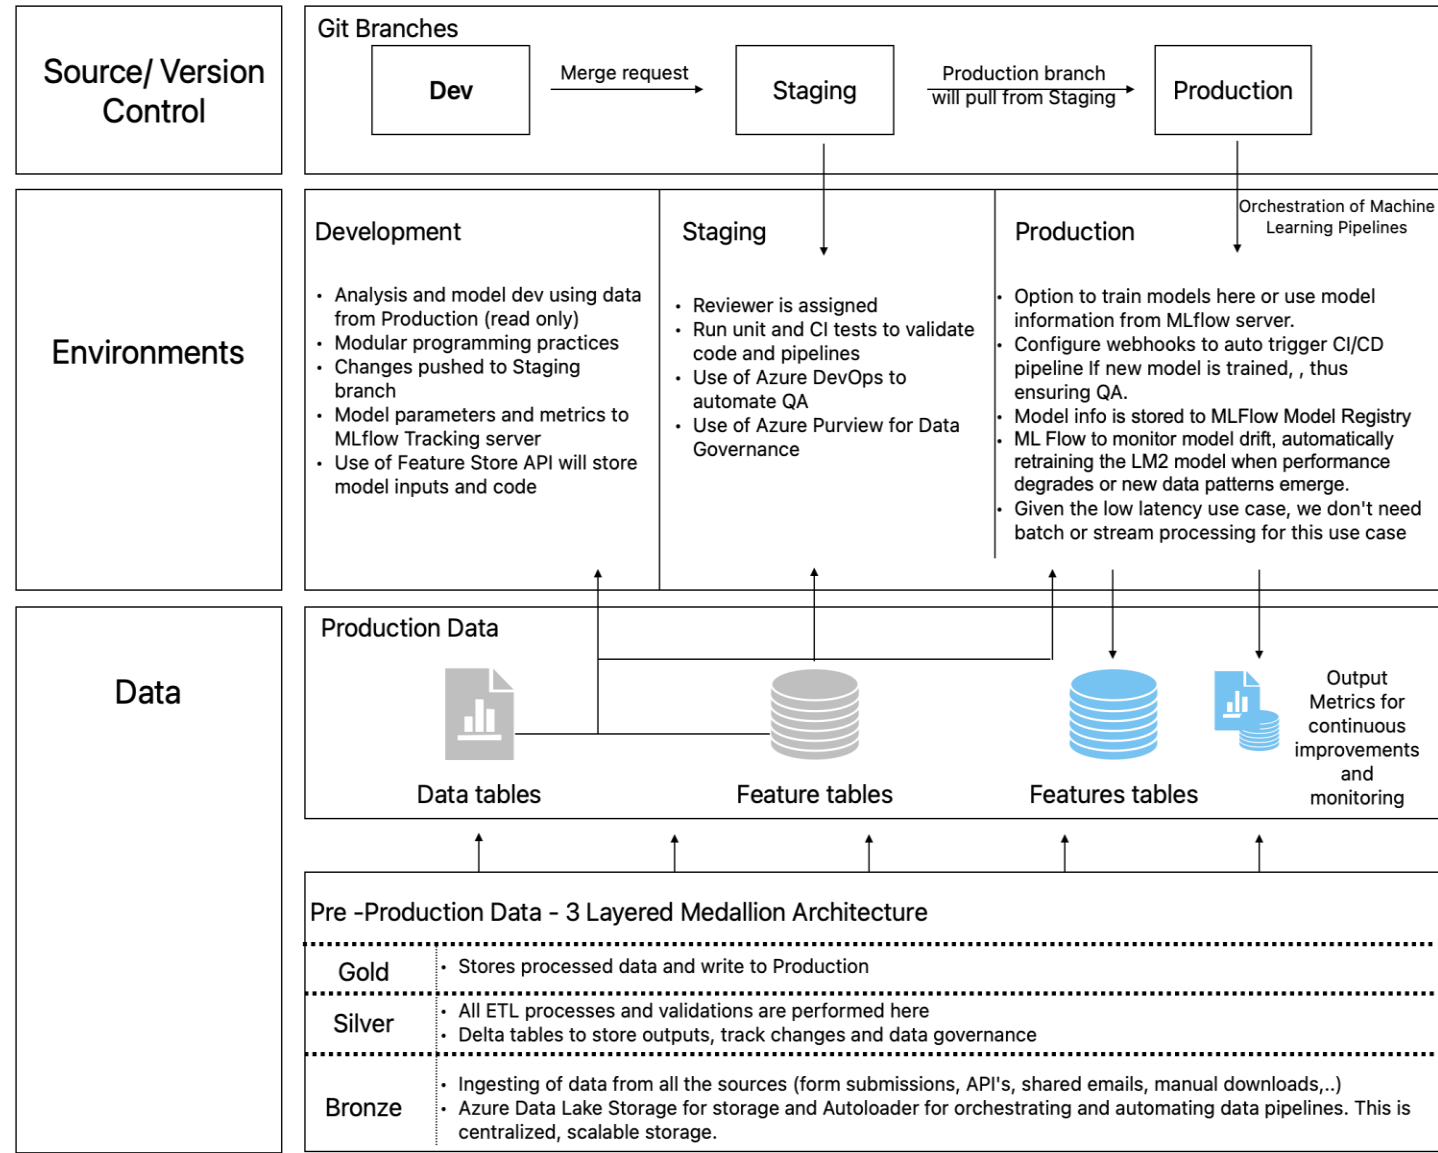 Source/ Version
Control
Git Branches
Dev
Merge request
Staging
Production branch
will pull from Staging
Production
Environments
Development
• Analysis and model dev using data
from Production (read only)
• Modular programming practices
• Changes pushed to Staging
branch
• Model parameters and metrics to
MLflow Tracking server
• Use of Feature Store API will store
model inputs and code
Staging
• Reviewer is assigned
• Run unit and CI tests to validate
code and pipelines
• Use of Azure DevOps to
automate QA
• Use of Azure Purview for Data
Governance
Orchestration of Machine
Learning Pipelines
Production
• Option to train models here or use model
information from MLflow server.
• Configure webhooks to auto trigger CI/CD
pipeline If new model is trained, , thus
ensuring QA.
• Model info is stored to MLFlow Model Registry
• ML Flow to monitor model drift, automatically
retraining the LM2 model when performance
degrades or new data patterns emerge.
• Given the low latency use case, we don't need
batch or stream processing for this use case
Data
Production Data
Data tables
Feature tables
Features tables
Output
Metrics for
continuous
improvements
and
monitoring
Pre -Production Data - 3 Layered Medallion Architecture
Gold
• Stores processed data and write to Production
Silver
• All ETL processes and validations are performed here
• Delta tables to store outputs, track changes and data governance
Bronze
• Ingesting of data from all the sources (form submissions, API's, shared emails, manual downloads,..)
• Azure Data Lake Storage for storage and Autoloader for orchestrating and automating data pipelines. This is
centralized, scalable storage.